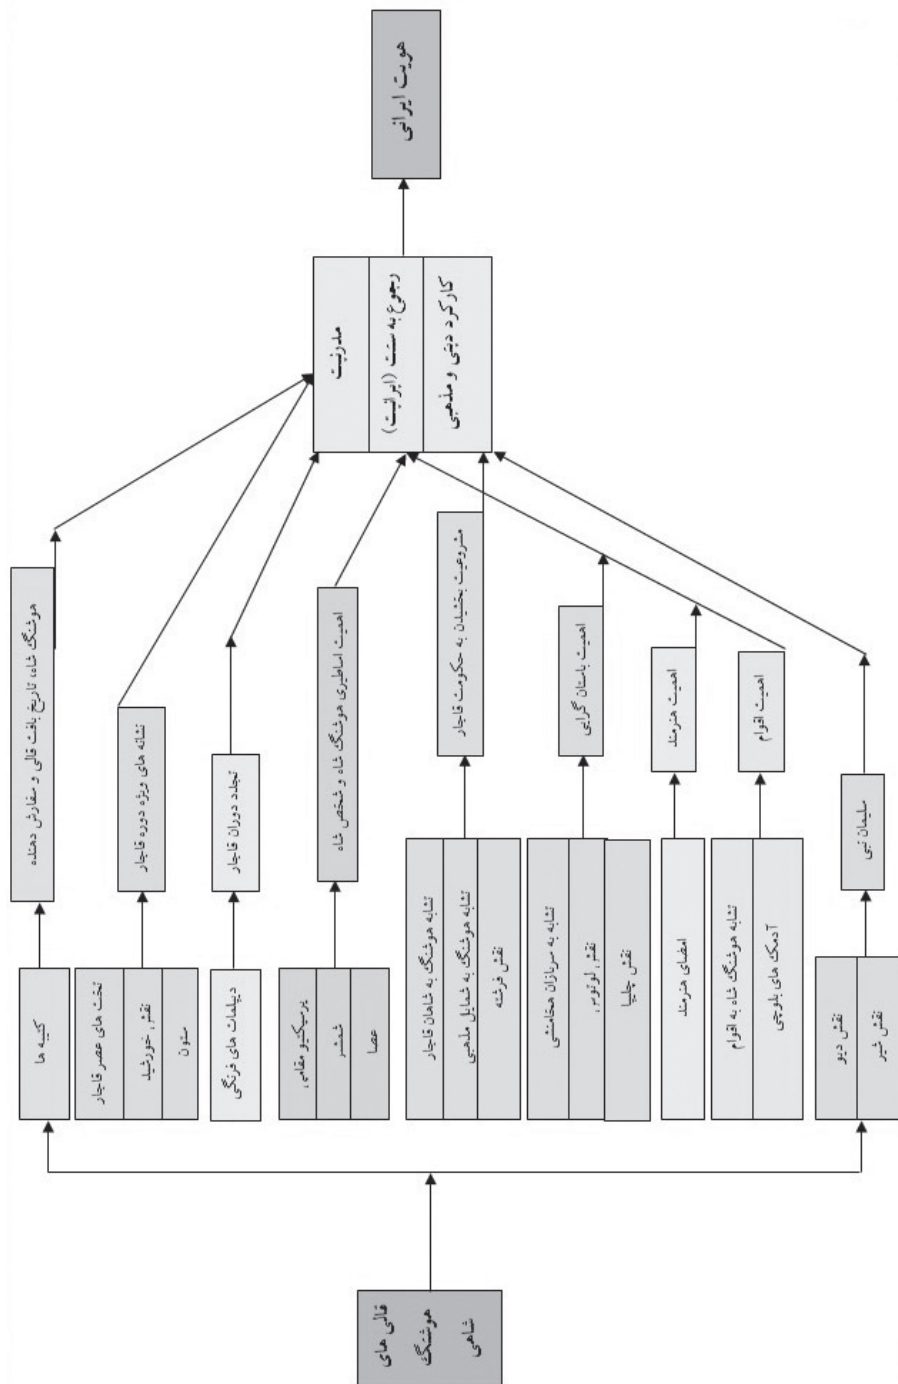 قالی های
هوشنگ
شاهی
کتیبه ها
تخت های عصر قاجار
نقش خورشید
ستون
دیپلمات های فرنگی
پرسپکتیو مقامی
شمشیر
عصا
تشابه هوشنگ به شاهان قاجار
تشابه هوشنگ به شمایل مذهبی
نقش فرشته
تشابه به سربازان هخامنشی
نقش لوتوس
نقش چلیپا
امضای هنرمند
تشابه هوشنگ شاه به اقوام
آدمک های بلوچی
نقش دیو
نقش شیر
هوشنگ شاه، تاریخ بافت قالی و سفارش دهنده
نشانه های ویژه دوره قاجار
تجدد دوران قاجار
اهمیت اساطیری هوشنگ شاه و شخص شاه
مشروعیت بخشیدن به حکومت قاجار
اهمیت باستان گرایی
اهمیت هنرمند
اهمیت اقوام
سلیمان نبی
مدرنیت
رجوع به سنت (ایرانیت)
کارکرد دینی و مذهبی
هویت ایرانی